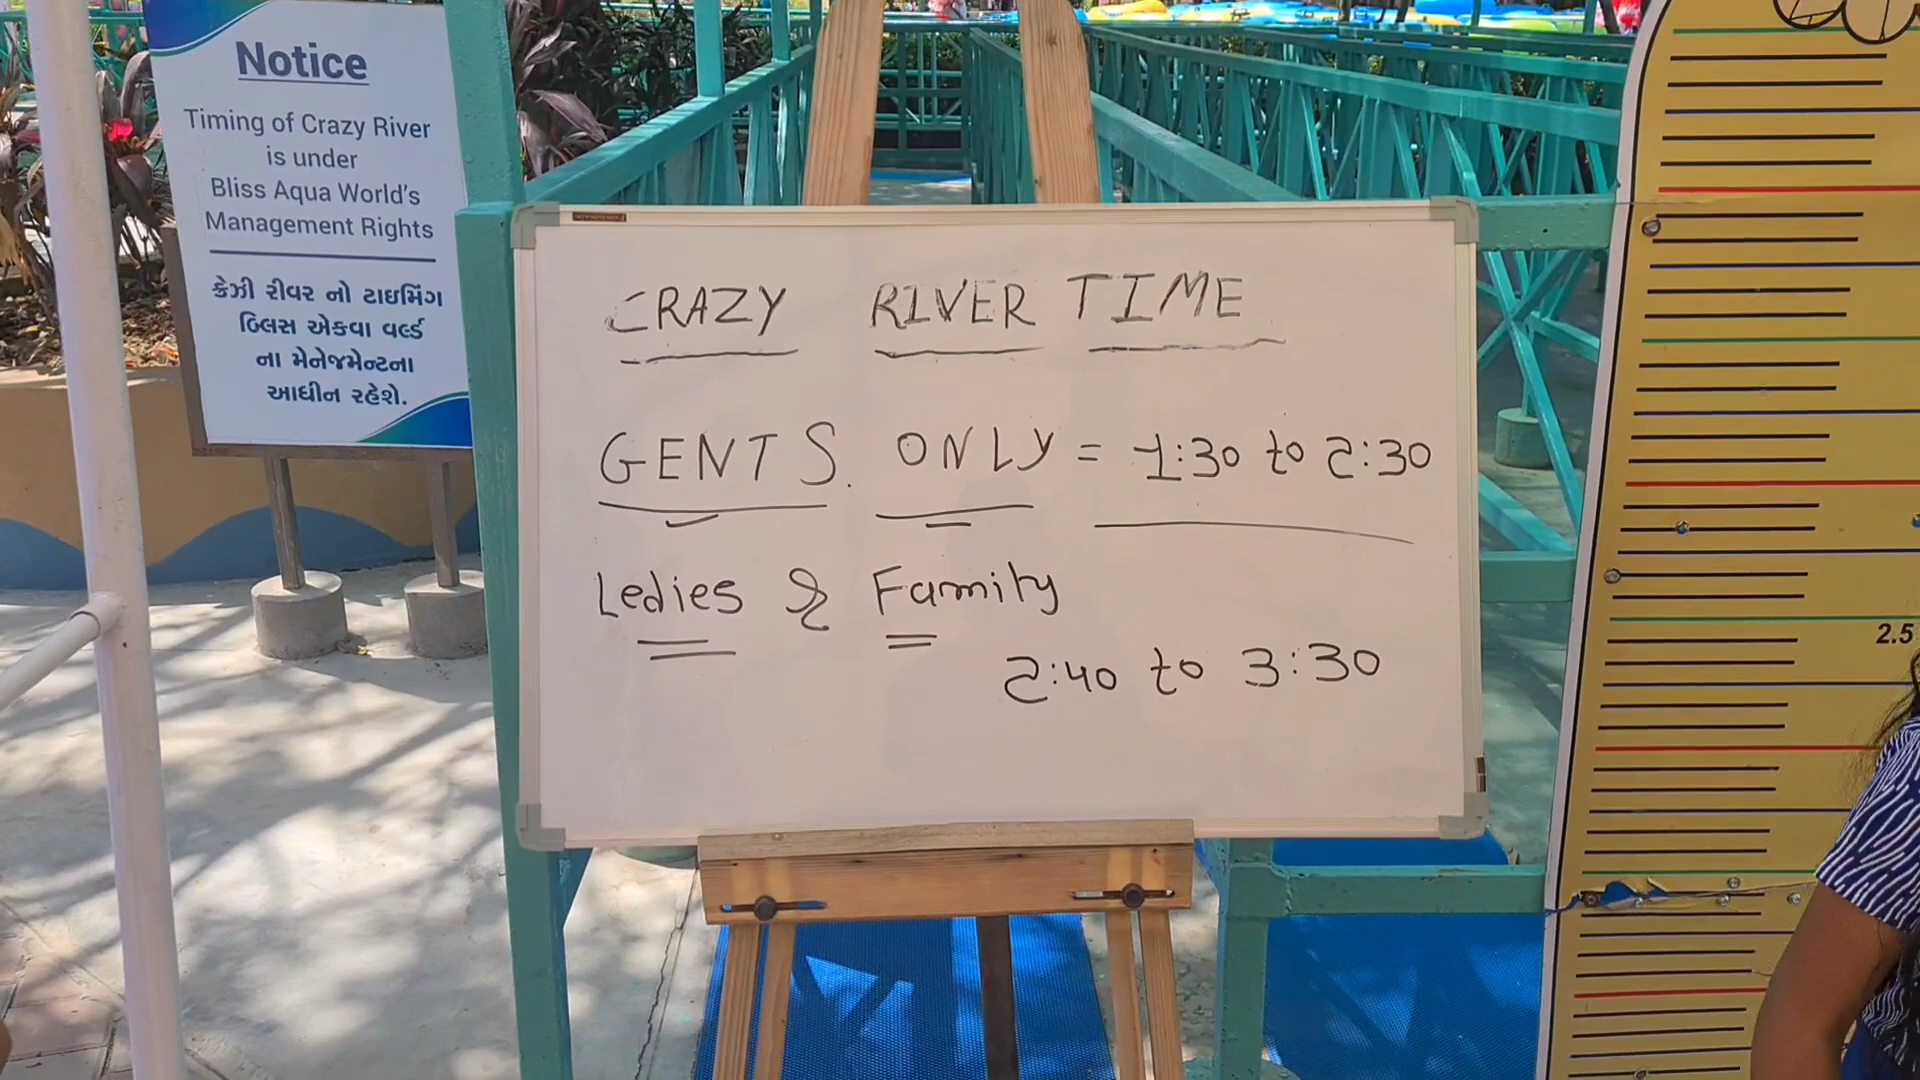 Notice
Timing of Crazy River
is under
Bliss Aqua World's
Management Rights
ક્રેઝી રીવર નો ટાઇમિંગ
બ્લિસ એકવા વર્લ્ડ
ના મેનેજમેન્ટના
આધીન રહેશે.
CRAZY RIVER TIME
GENTS. ONLY = 1:30 to 2:30
Ledies & Family
2:40 to 3:30
2.5